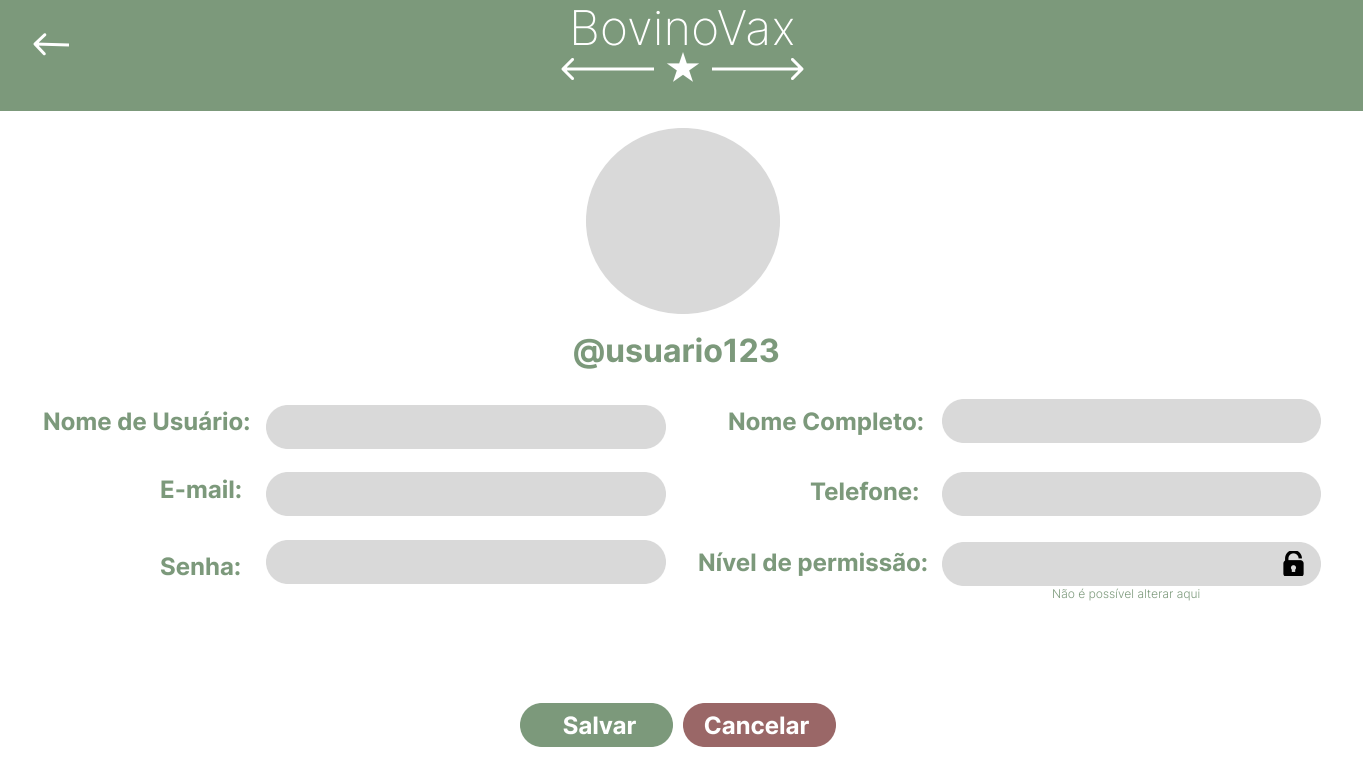 BovinoVax
@usuario123
Nome de Usuário:
Nome Completo:
E-mail:
Telefone:
Senha:
Nível de permissão:
Não é possível alterar aqui
Salvar
Cancelar